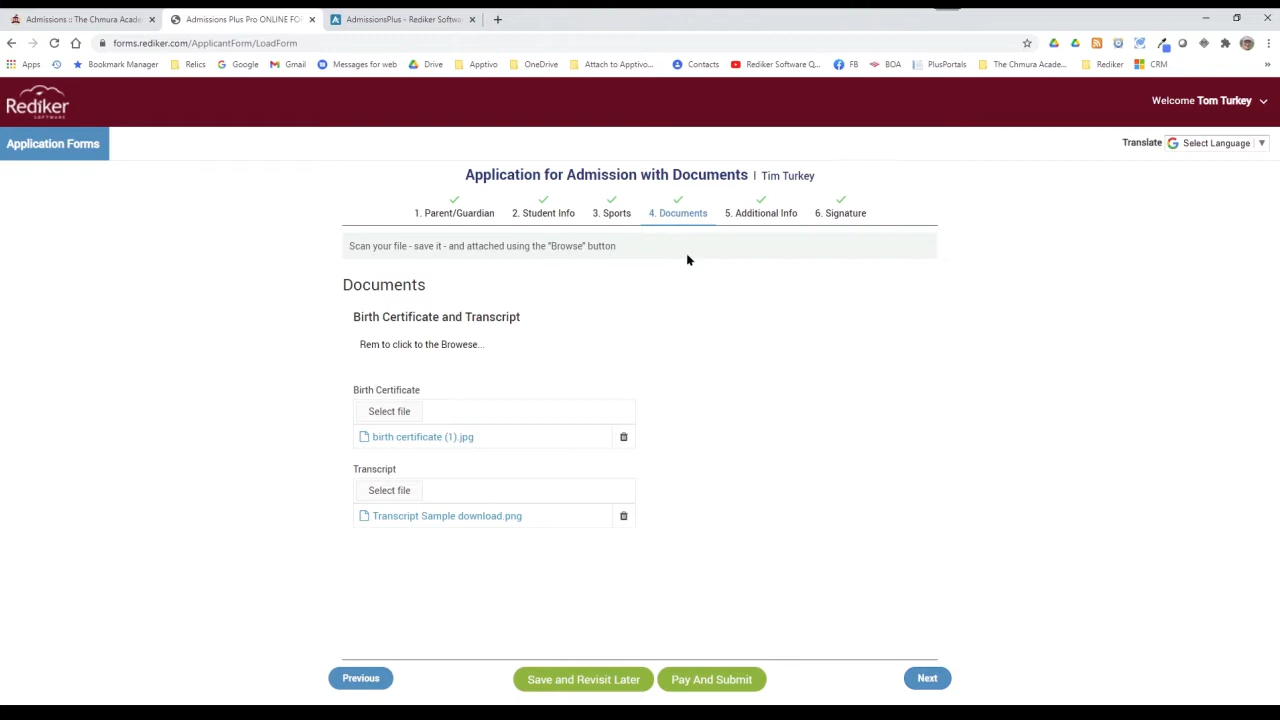 Admissions :: The Chmura Acade
Admissions Plus Pro ONLINE FO
AdmissionsPlus - Rediker Softwa
forms.rediker.com/ApplicantForm/LoadForm
Apps
Bookmark Manager
Relics
Google
Gmail
Messages for web
Drive
Apptivo
OneDrive
Attach to Apptivo...
Contacts
Rediker Software Q...
FB
BOA
PlusPortals
The Chmura Acade...
Rediker
CRM
Rediker
SOFTWARE
Welcome Tom Turkey
Application Forms
Translate Select Language
Application for Admission with Documents | Tim Turkey
1. Parent/Guardian
2. Student Info
3. Sports
4. Documents
5. Additional Info
6. Signature
Scan your file - save it - and attached using the "Browse" button
Documents
Birth Certificate and Transcript
Rem to click to the Browese...
Birth Certificate
Select file
birth certificate (1).jpg
Transcript
Select file
Transcript Sample download.png
Previous
Save and Revisit Later
Pay And Submit
Next